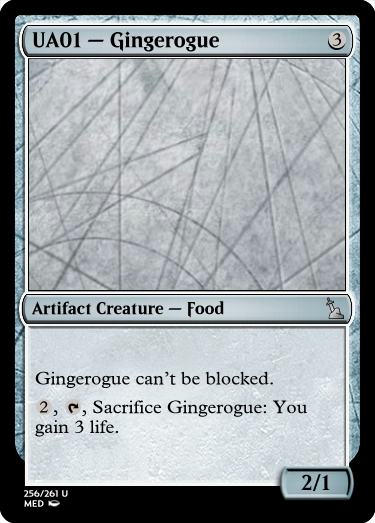 UA01 — Gingerogue 3
Artifact Creature — Food
Gingerogue can't be blocked.
2, , Sacrifice Gingerogue: You
gain 3 life.
2/1
256/261 U
MED